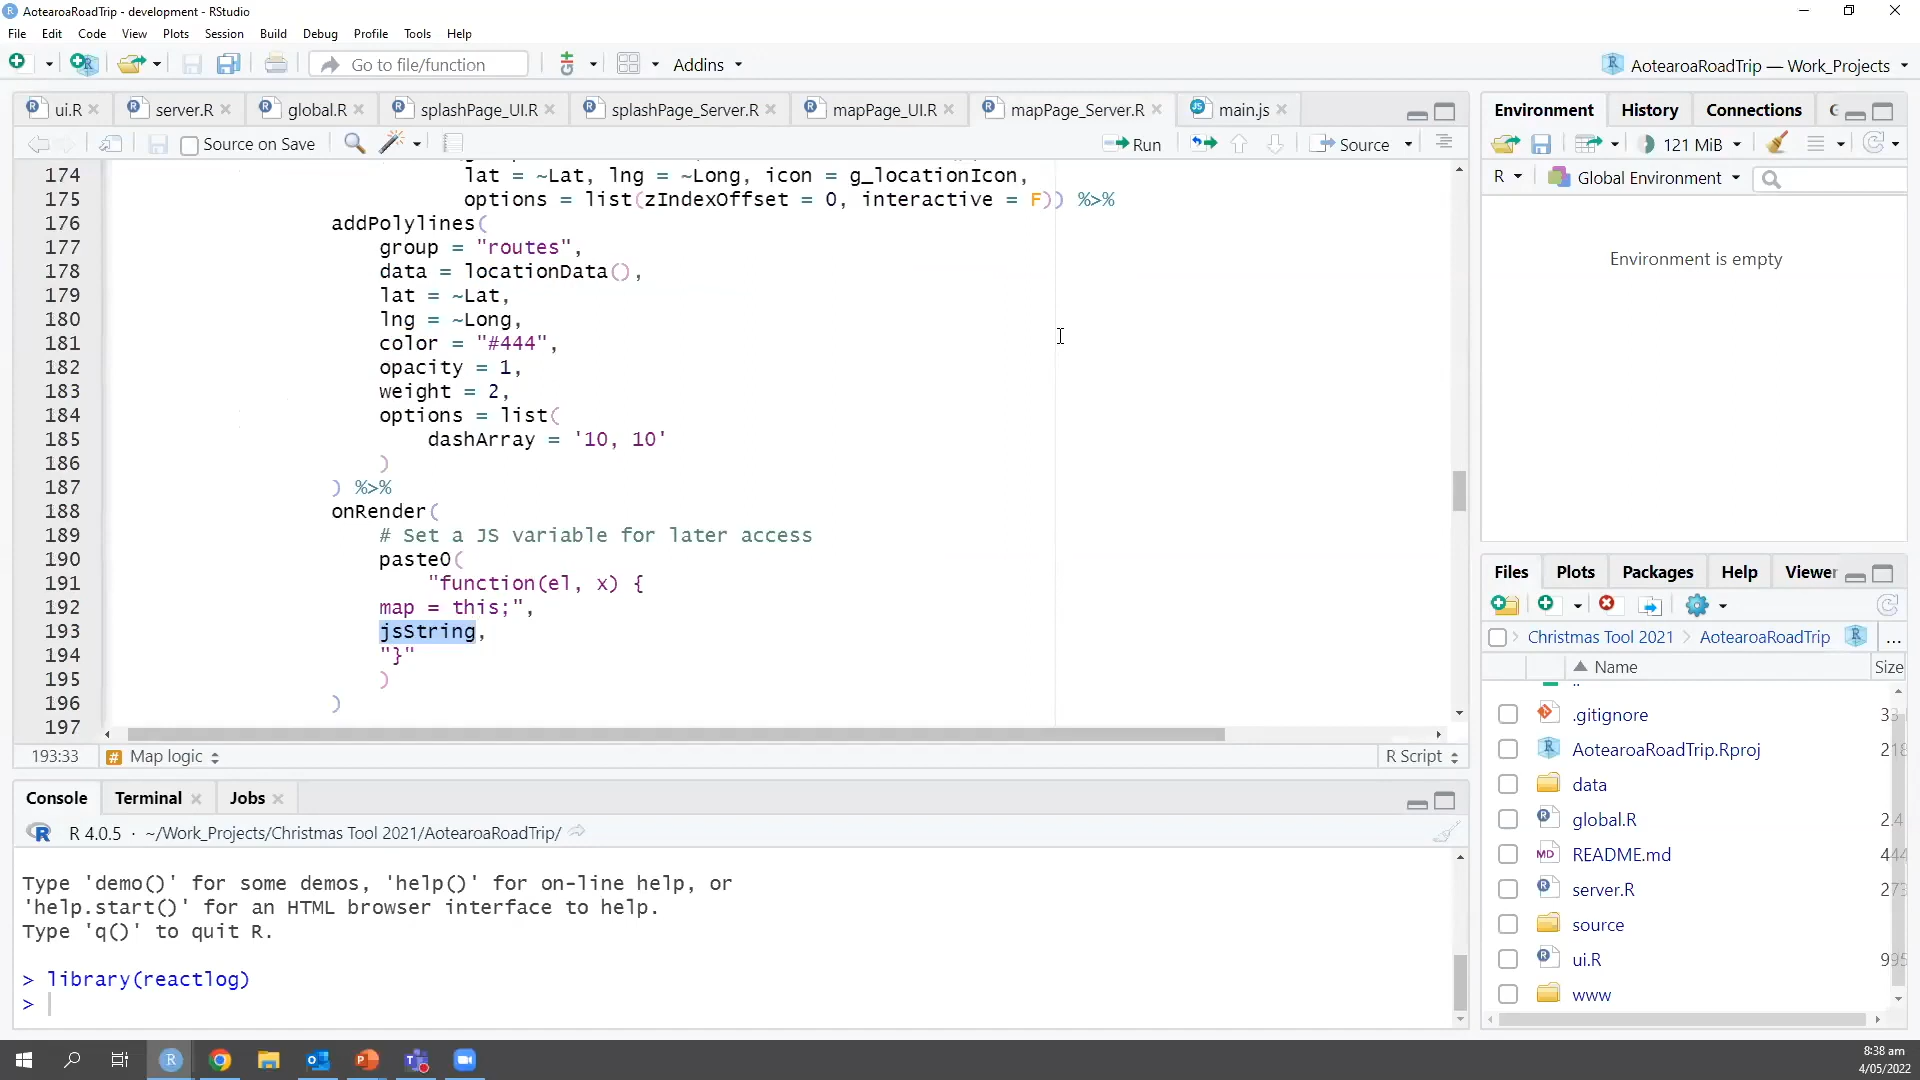 AotearoaRoadTrip - development - RStudio
File Edit Code View Plots Session Build Debug Profile Tools Help
Go to file/function Addins AotearoaRoadTrip — Work_Projects
ui.R server.R global.R splashPage_UI.R splashPage_Server.R mapPage_UI.R mapPage_Server.R main.js
Source on Save Run Source
174 lat = ~Lat, lng = ~Long, icon = g_locationIcon,
175 options = list(zIndexOffset = 0, interactive = F)) %>%
176 addPolylines(
177 group = "routes",
178 data = locationData(),
179 lat = ~Lat,
180 lng = ~Long,
181 color = "#444",
182 opacity = 1,
183 weight = 2,
184 options = list(
185 dashArray = '10, 10'
186 )
187 ) %>%
188 onRender(
189 # Set a JS variable for later access
190 paste0(
191 "function(el, x) {
192 map = this;",
193 jsString,
194 "}"
195 )
196 )
197
193:33 Map logic R Script
Console Terminal Jobs
R 4.0.5 · ~/Work_Projects/Christmas Tool 2021/AotearoaRoadTrip/
Type 'demo()' for some demos, 'help()' for on-line help, or
'help.start()' for an HTML browser interface to help.
Type 'q()' to quit R.
> library(reactlog)
>
Environment History Connections
121 MiB
R Global Environment
Environment is empty
Files Plots Packages Help Viewer
Christmas Tool 2021 AotearoaRoadTrip ...
Name Size
..
.gitignore 33
AotearoaRoadTrip.Rproj 218
data
global.R 2.4
README.md 444
server.R 273
source
ui.R 995
www
8:38 am
4/05/2022